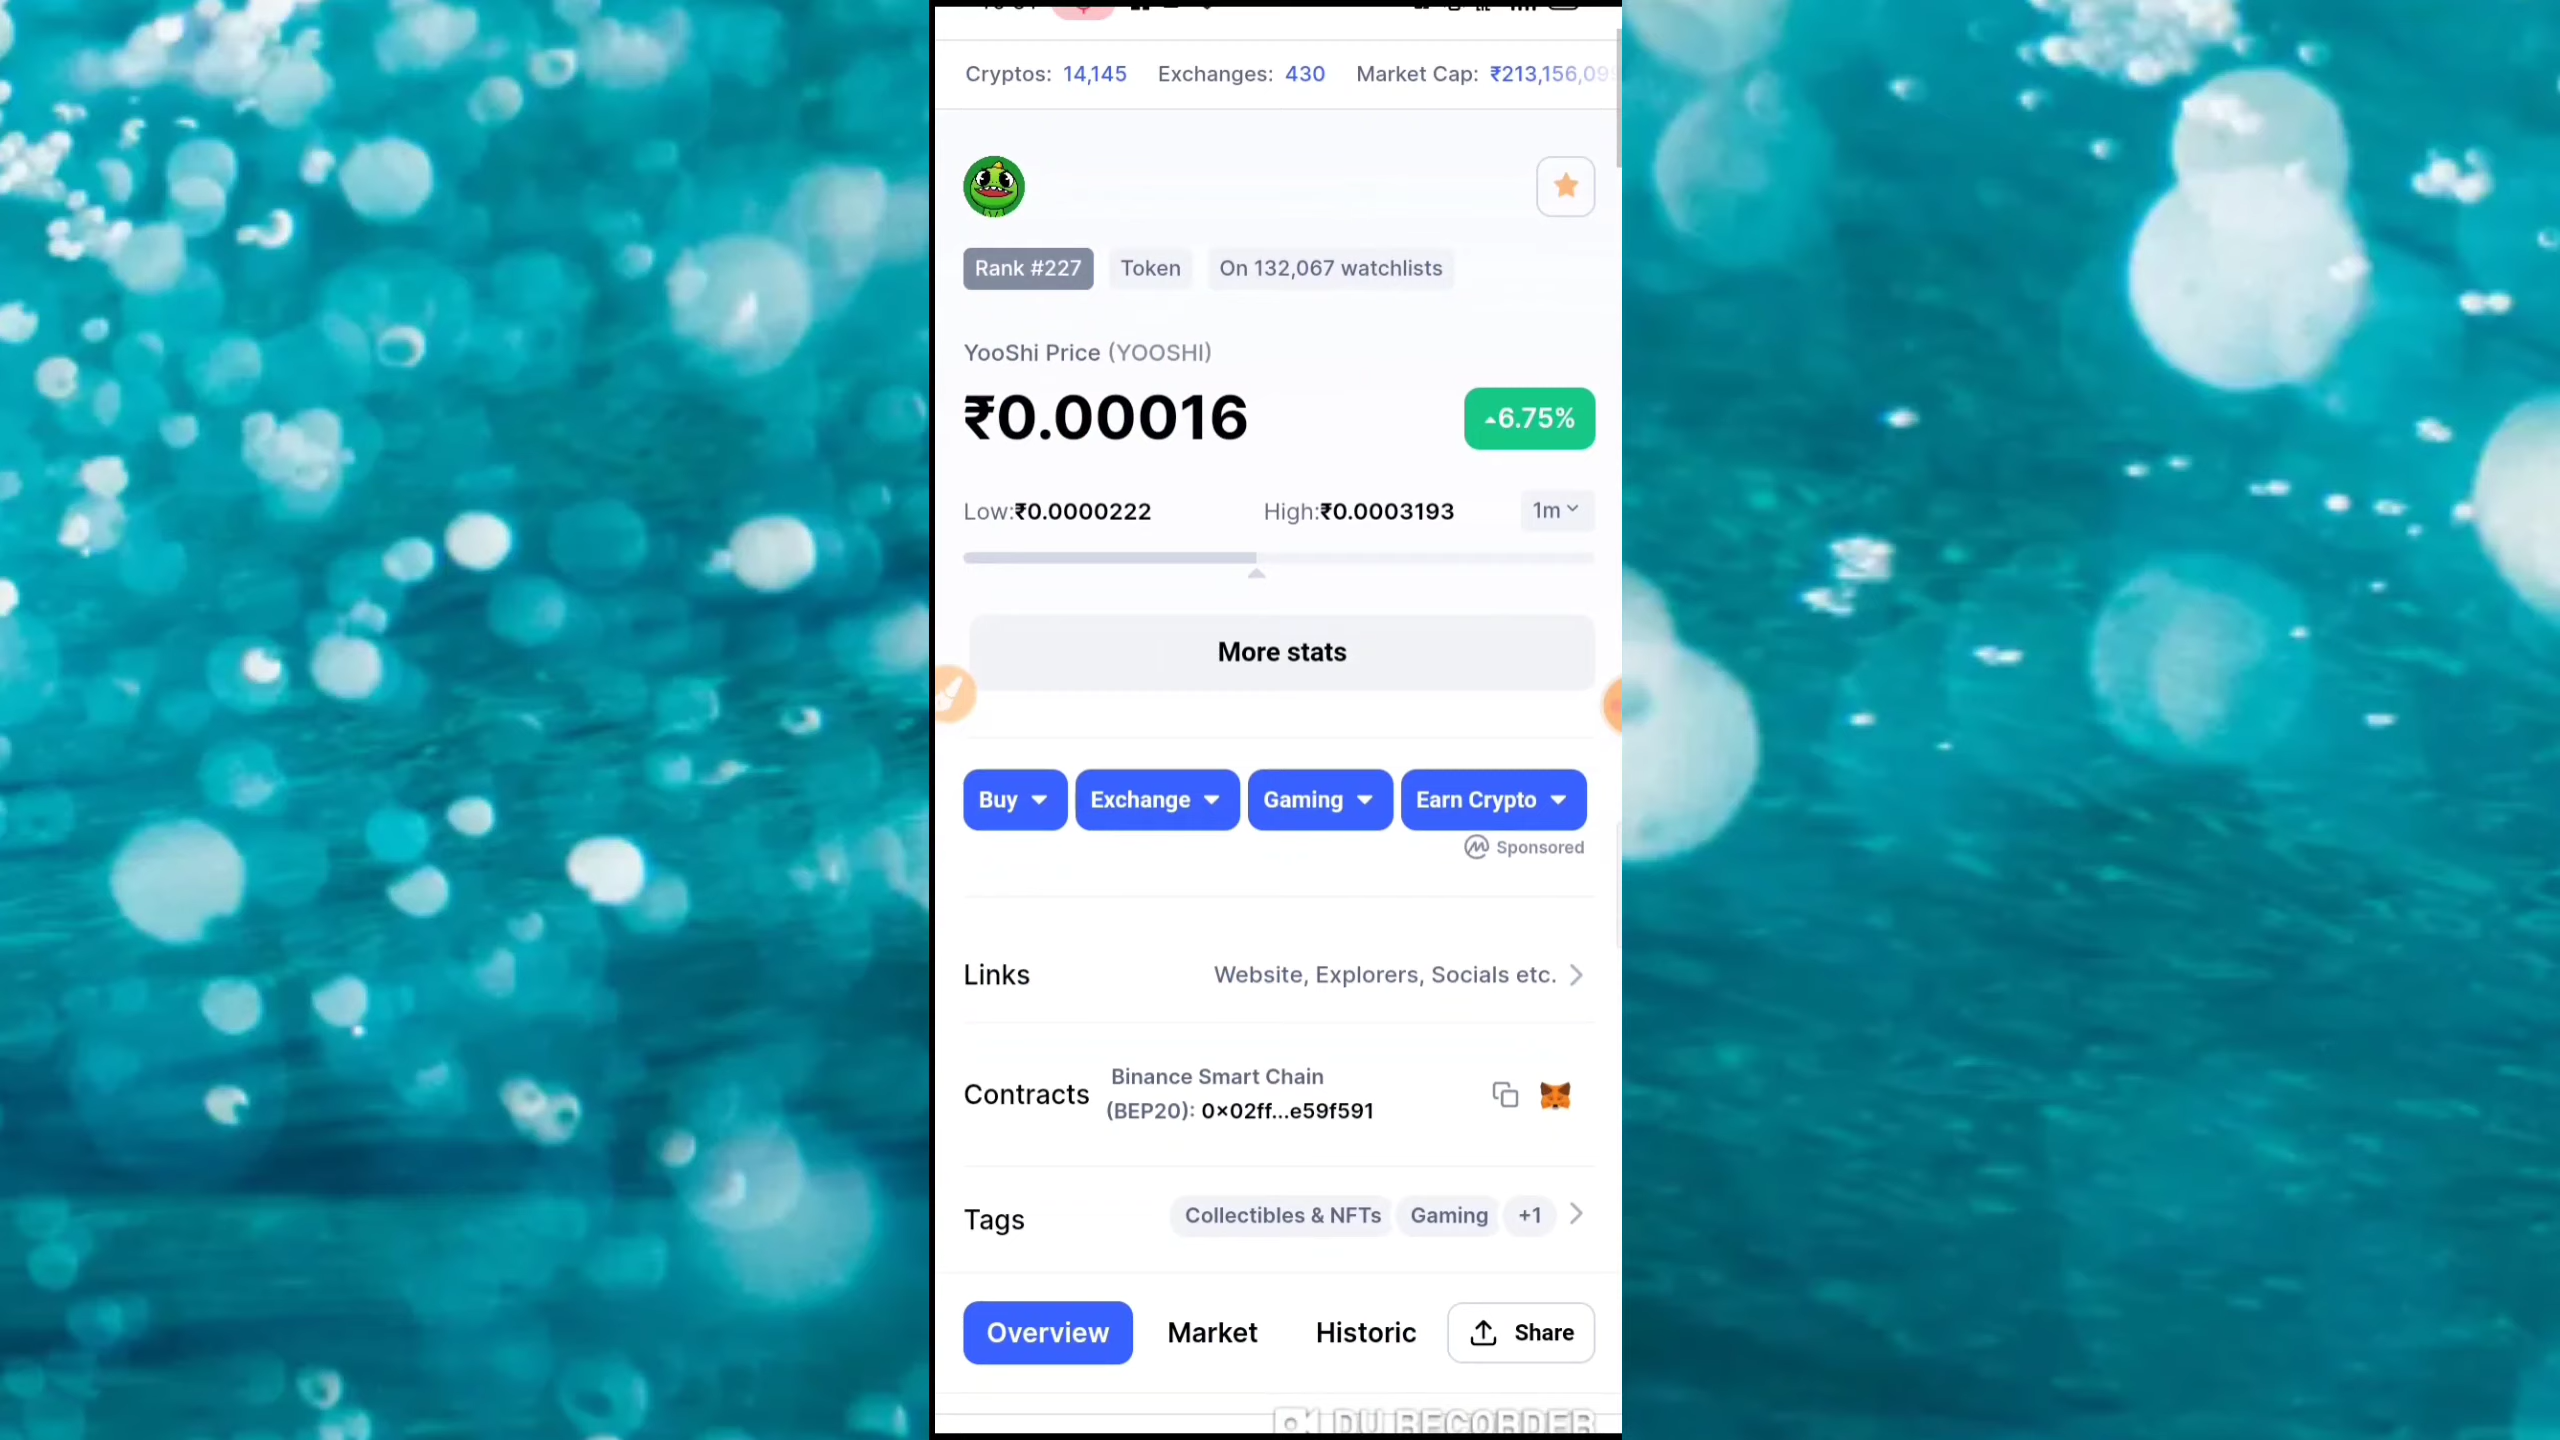 Cryptos: 14,145 Exchanges: 430 Market Cap: ₹213,156,09
Rank #227 Token On 132,067 watchlists
YooShi Price (YOOSHI)
₹0.00016 6.75%
Low:₹0.0000222 High:₹0.0003193 1m
More stats
Buy Exchange Gaming Earn Crypto
Sponsored
Links Website, Explorers, Socials etc.
Contracts Binance Smart Chain
(BEP20): 0x02ff...e59f591
Tags Collectibles & NFTs Gaming +1
Overview Market Historic Share
DU RECORDER